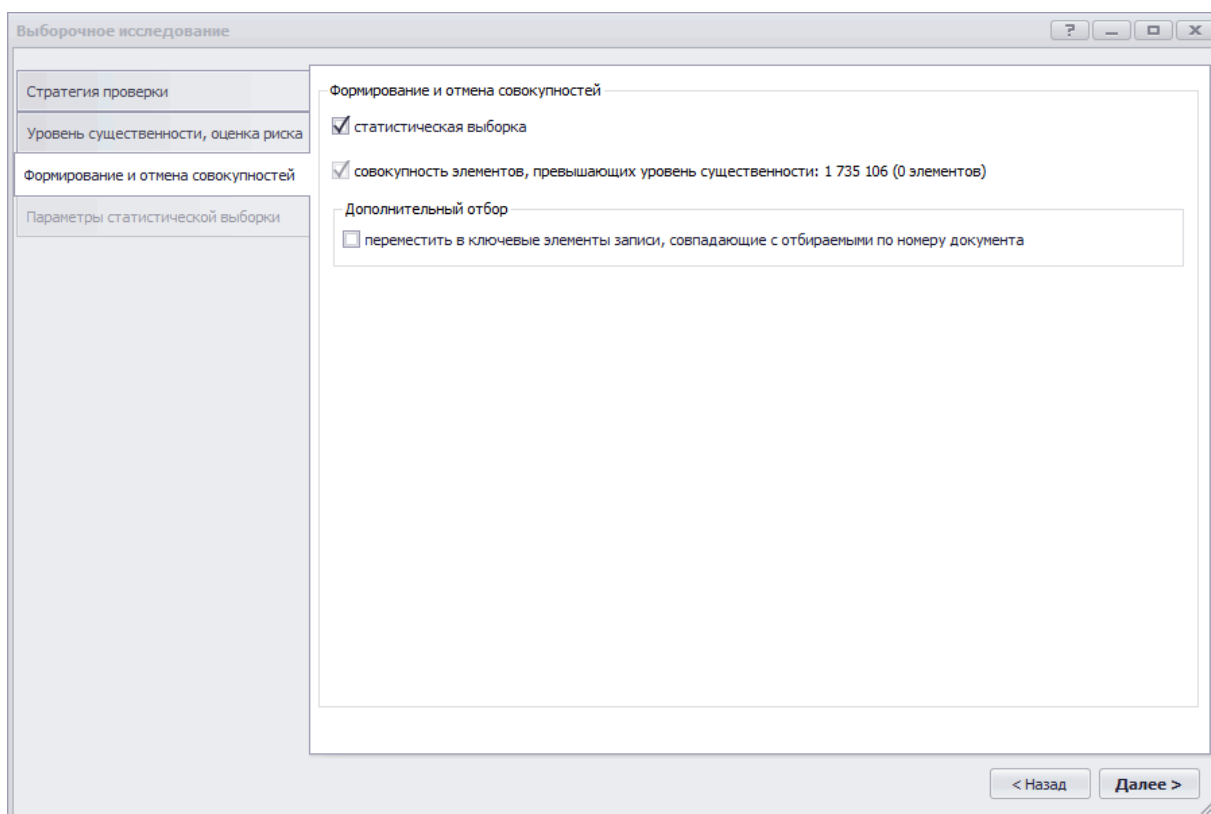 Выборочное исследование
?
Стратегия проверки
Уровень существенности, оценка риска
Формирование и отмена совокупностей
Параметры статистической выборки
Формирование и отмена совокупностей
статистическая выборка
совокупность элементов, превышающих уровень существенности: 1 735 106 (0 элементов)
Дополнительный отбор
переместить в ключевые элементы записи, совпадающие с отбираемыми по номеру документа
< Назад
Далее >